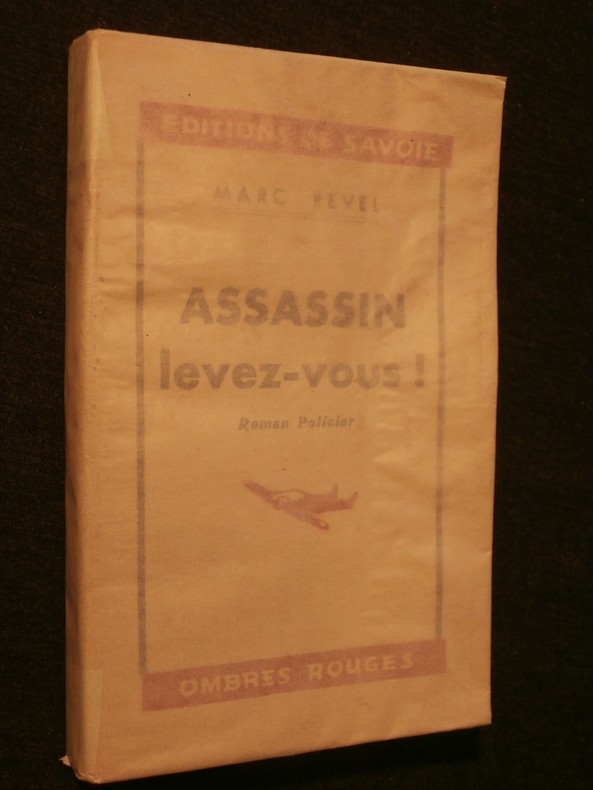 EDITIONS DE SAVOIE
MARC REVEL
ASSASSIN
levez-vous !
Roman Policier
OMBRES ROUGES